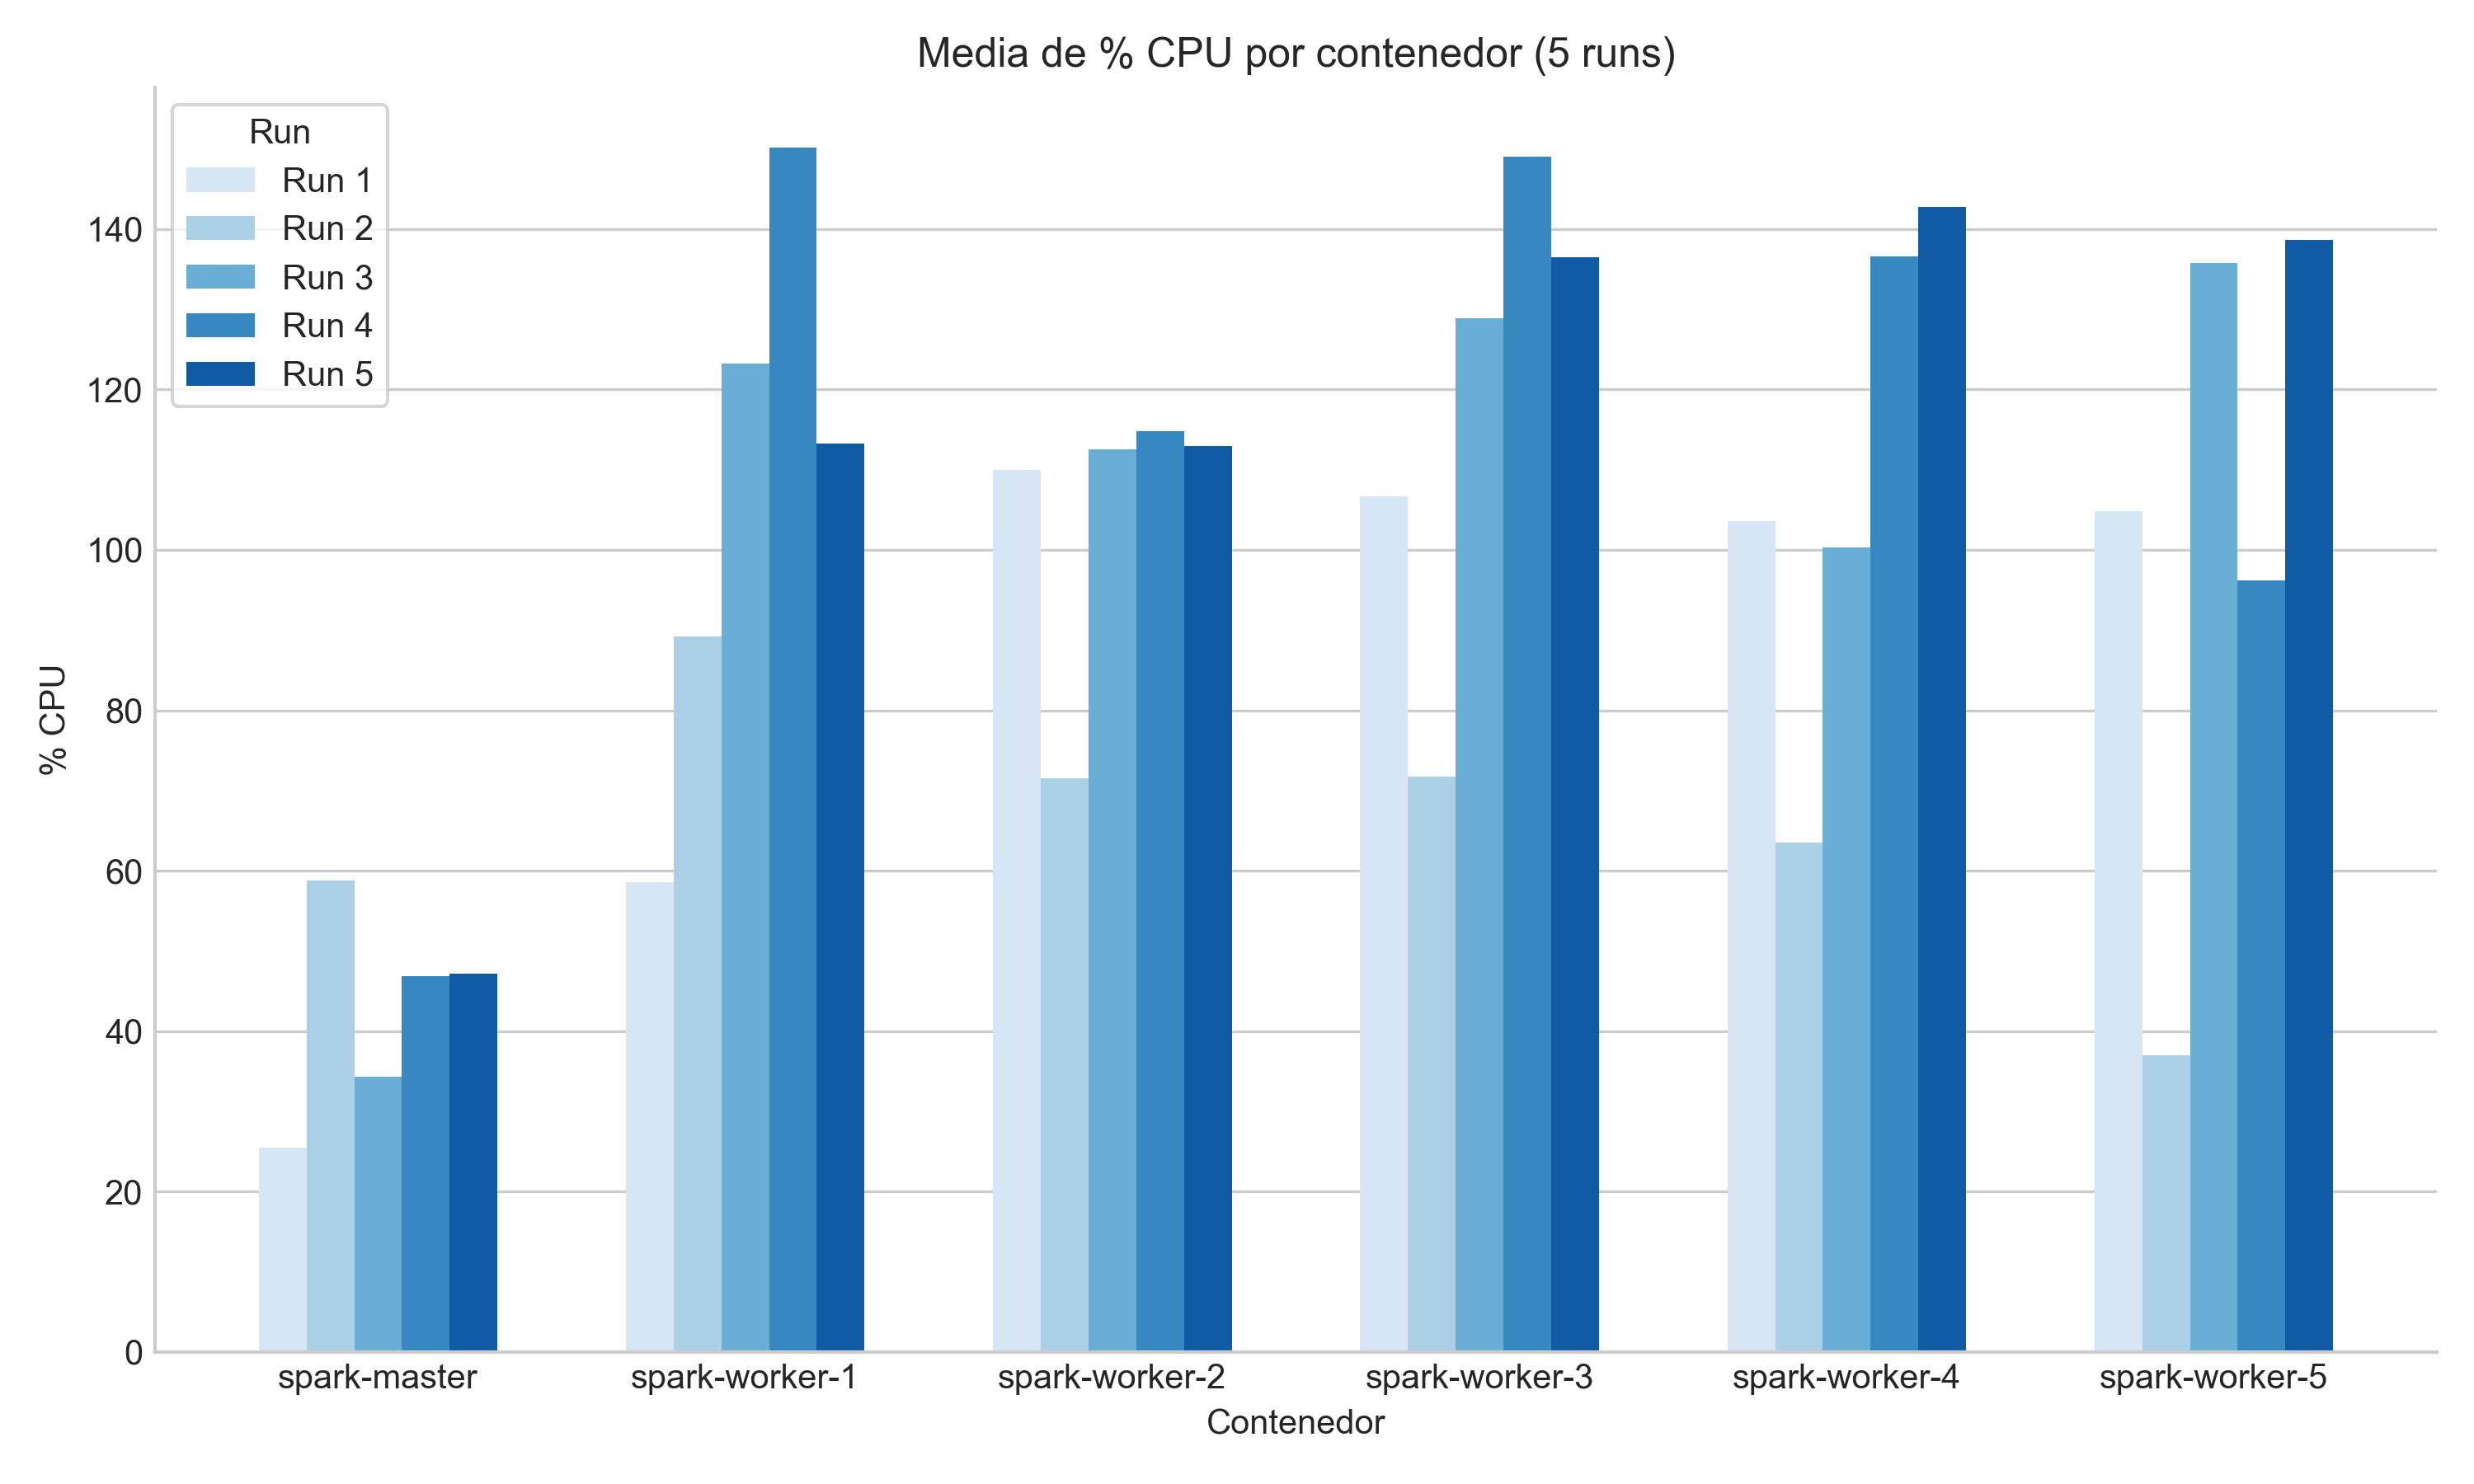 Media de % CPU por contenedor (5 runs)
Run
Run 1
Run 2
Run 3
Run 4
Run 5
% CPU
140
120
100
80
60
40
20
0
spark-master
spark-worker-1
spark-worker-2
spark-worker-3
spark-worker-4
spark-worker-5
Contenedor